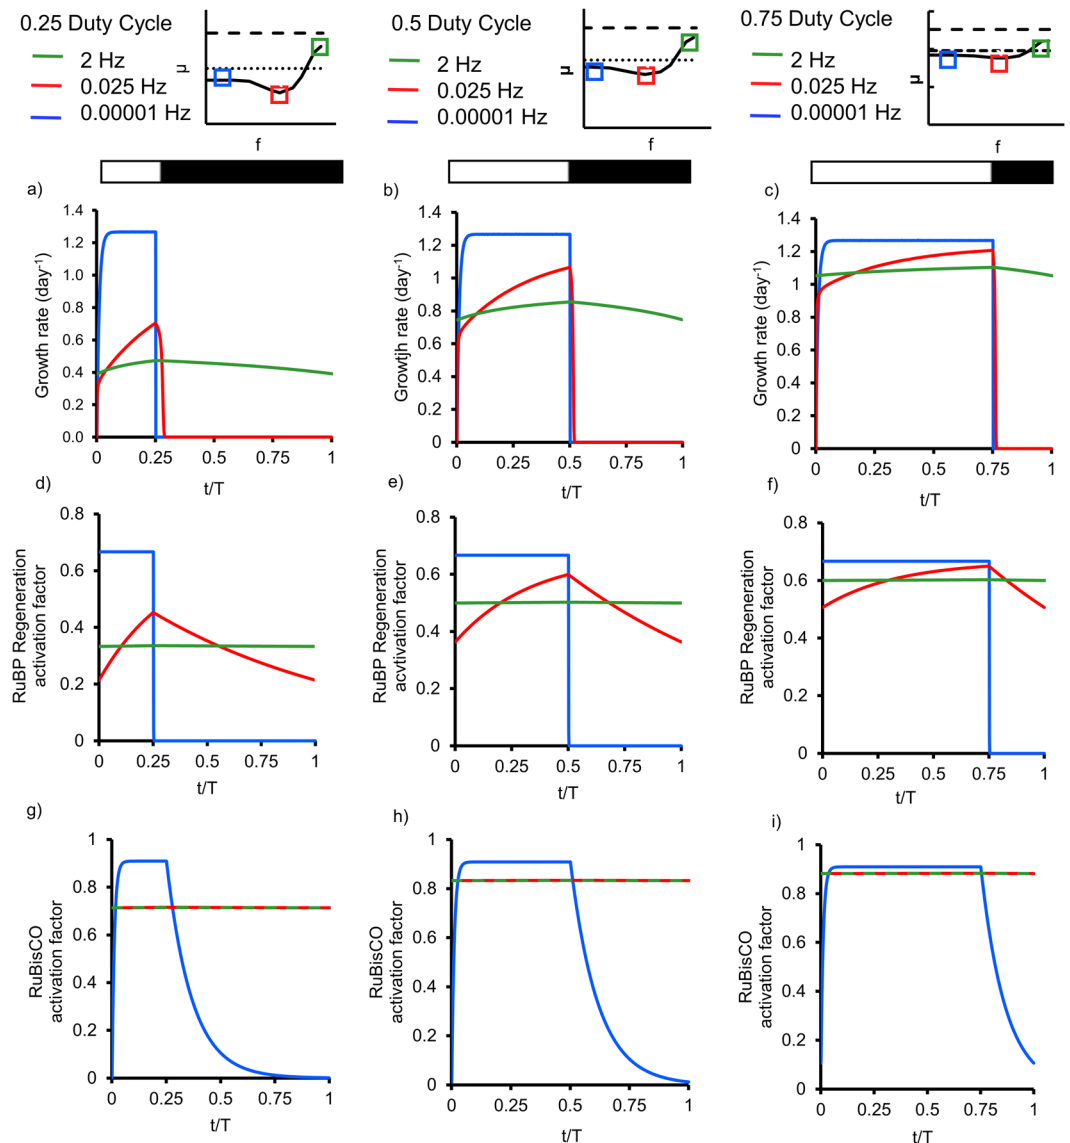 0.25 Duty Cycle
2 Hz
0.025 Hz
0.00001 Hz
μ
f
0.5 Duty Cycle
2 Hz
0.025 Hz
0.00001 Hz
μ
f
0.75 Duty Cycle
2 Hz
0.025 Hz
0.00001 Hz
μ
f
a)
Growth rate (day⁻¹)
1.4
1.2
1.0
0.8
0.6
0.4
0.2
0.0
0 0.25 0.5 0.75 1
t/T
b)
Growtjh rate (day⁻¹)
1.4
1.2
1
0.8
0.6
0.4
0.2
0
0 0.25 0.5 0.75 1
t/T
c)
Growth rate (day⁻¹)
1.4
1.2
1
0.8
0.6
0.4
0.2
0
0 0.25 0.5 0.75 1
t/T
d)
RuBP Regeneration
activation factor
0.8
0.6
0.4
0.2
0
0 0.25 0.5 0.75 1
t/T
e)
RuBP Regeneration
acvtivation factor
0.8
0.6
0.4
0.2
0
0 0.25 0.5 0.75 1
t/T
f)
RuBP Regeneration
activation factor
0.8
0.6
0.4
0.2
0
0 0.25 0.5 0.75 1
t/T
g)
RuBisCO
activation factor
1
0.8
0.6
0.4
0.2
0
0 0.25 0.5 0.75 1
t/T
h)
RuBisCO
activation factor
1
0.8
0.6
0.4
0.2
0
0 0.25 0.5 0.75 1
t/T
i)
RuBisCO
activation factor
1
0.8
0.6
0.4
0.2
0
0 0.25 0.5 0.75 1
t/T